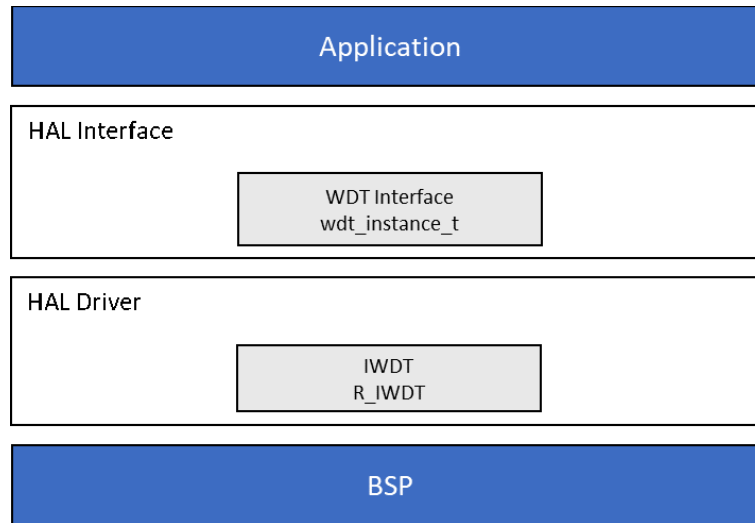 Application
HAL Interface
WDT Interface
wdt_instance_t
HAL Driver
IWDT
R_IWDT
BSP